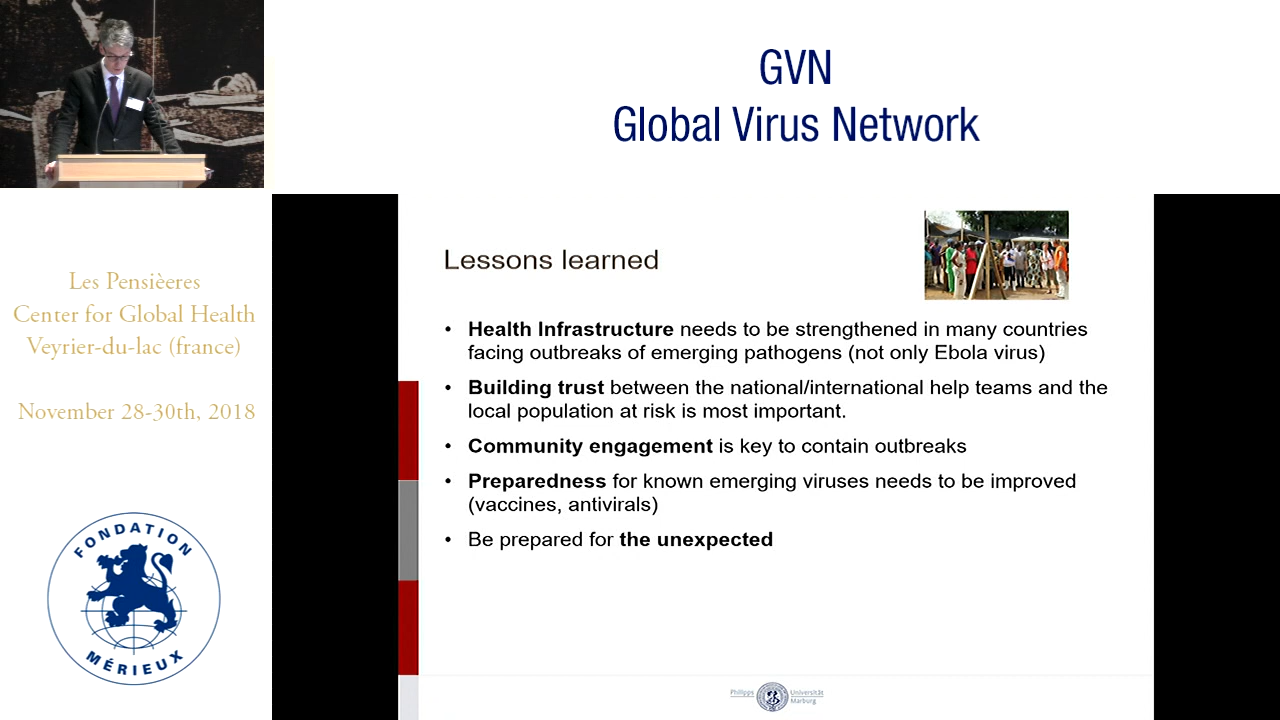 GVN
Global Virus Network
Les Pensièeres
Center for Global Health
Veyrier-du-lac (france)
November 28-30th, 2018
FONDATION
MÉRIEUX
Lessons learned
• Health Infrastructure needs to be strengthened in many countries
facing outbreaks of emerging pathogens (not only Ebola virus)
• Building trust between the national/international help teams and the
local population at risk is most important.
• Community engagement is key to contain outbreaks
• Preparedness for known emerging viruses needs to be improved
(vaccines, antivirals)
• Be prepared for the unexpected
Philipps Universität
Marburg